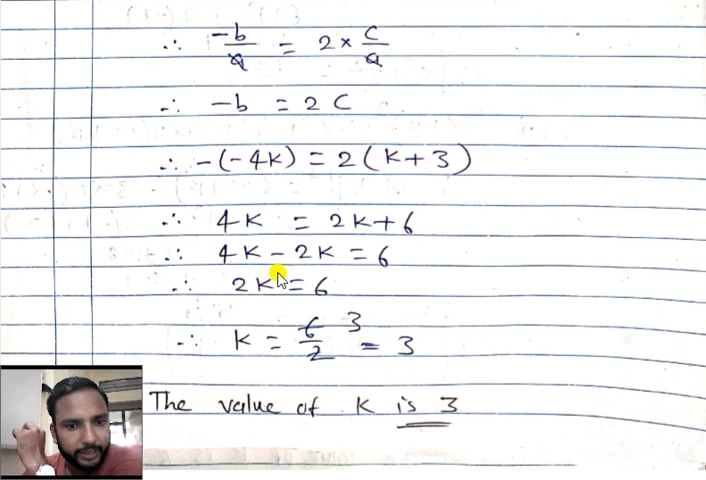 ∴ -b/a = 2 × c/a
∴ -b = 2c
∴ -(-4k) = 2(k+3)
∴ 4k = 2k+6
∴ 4k - 2k = 6
∴ 2k = 6
∴ k = 6/2 3 = 3
The value of k is 3